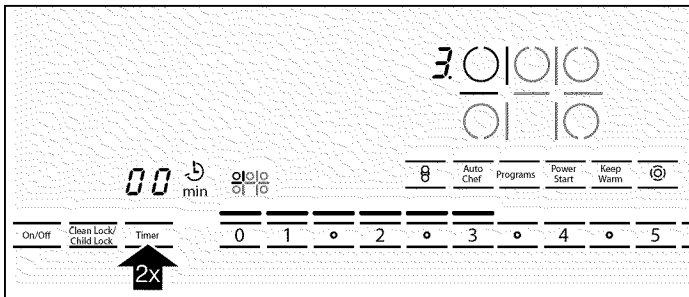 3.
00 min
8 Auto Chef Programs Power Start Keep Warm
On/Off Clean Lock/ Child Lock Timer 0 1 2 3 4 5
2x